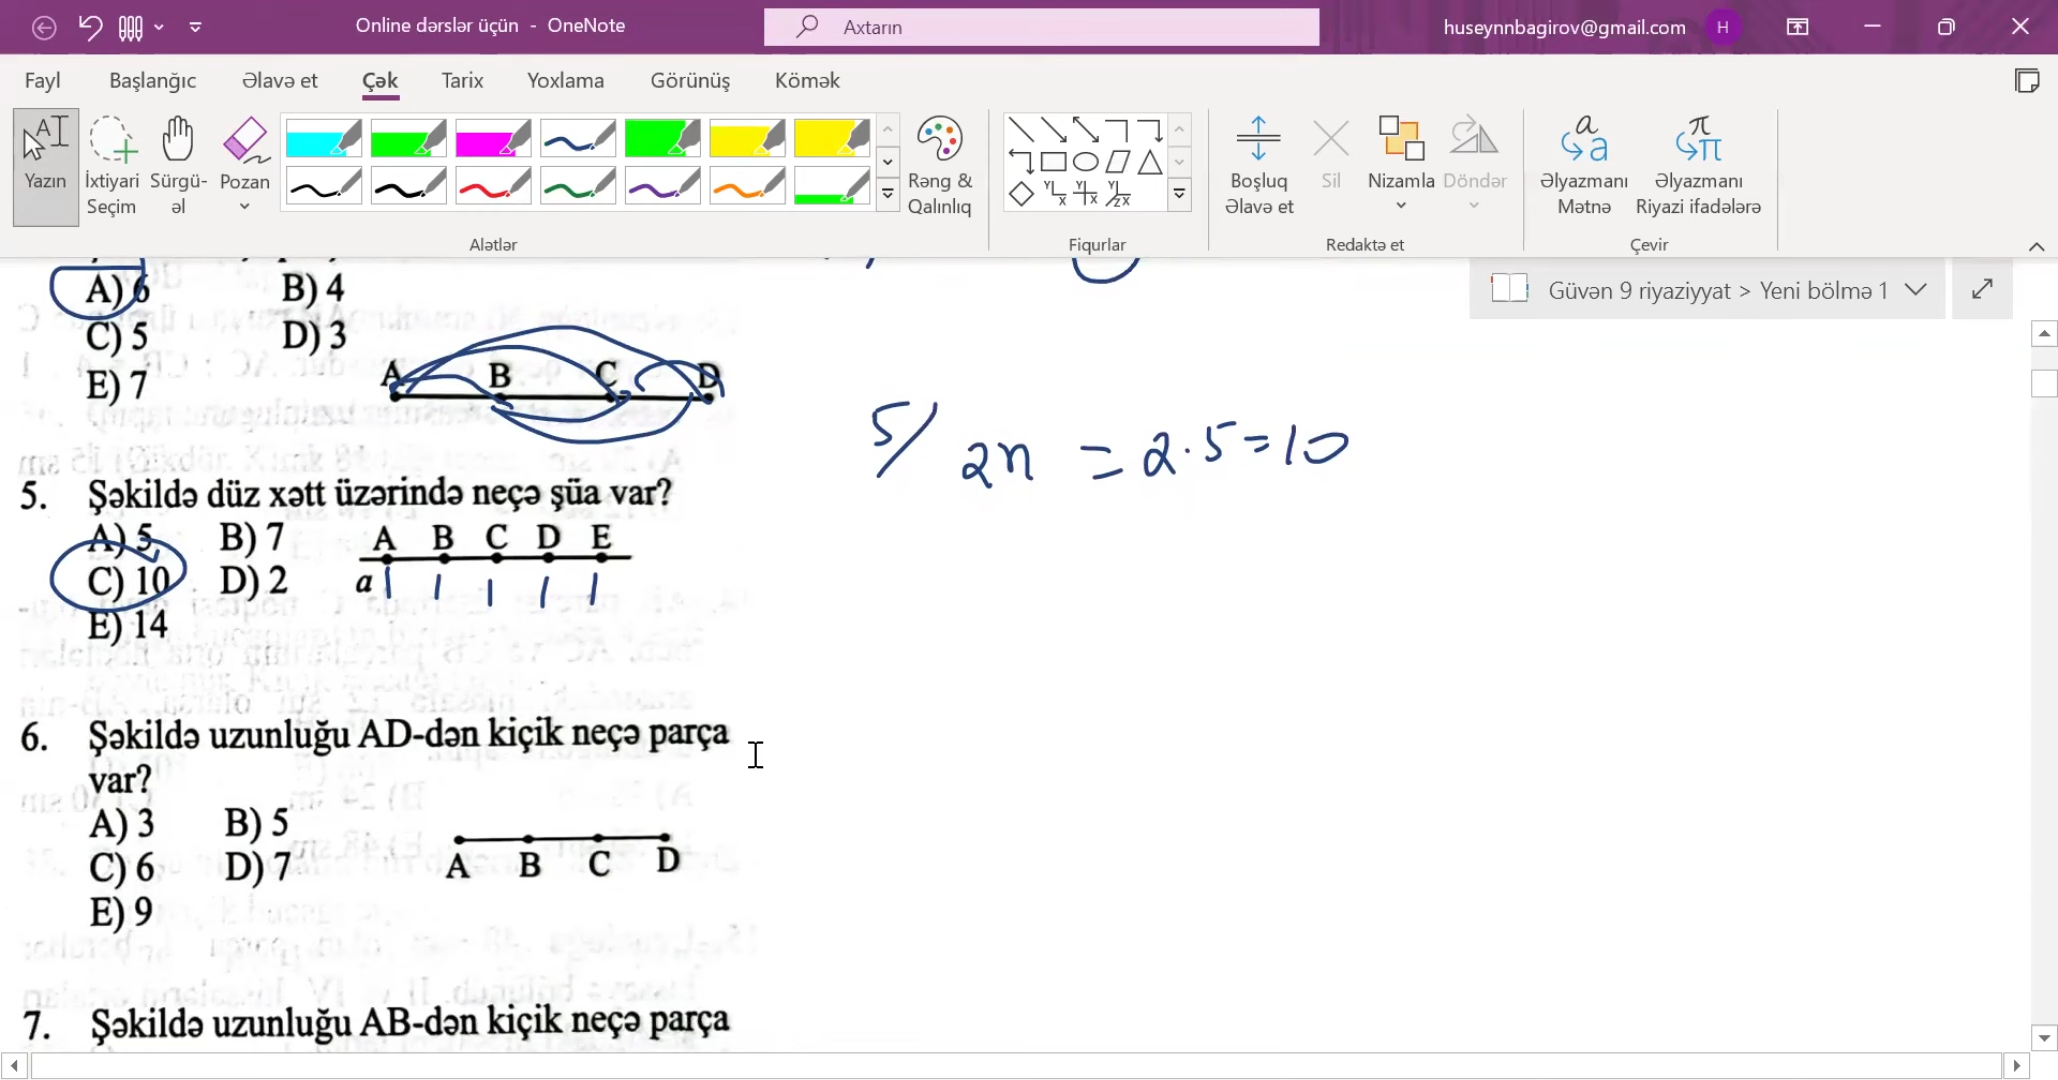 Online dərslər üçün - OneNote
Axtarın
huseynnbagirov@gmail.com
H
Fayl Başlanğıc Əlavə et Çək Tarix Yoxlama Görünüş Kömək
Yazın
İxtiyari Seçim
Sürgü-əl
Pozan
Rəng & Qalınlıq
Boşluq Əlavə et
Sil
Nizamla
Döndər
Əlyazmanı Mətnə
Əlyazmanı Riyazi ifadələrə
Alətlər
Fiqurlar
Redaktə et
Çevir
Güvən 9 riyaziyyat > Yeni bölmə 1
A) 6 B) 4
C) 5 D) 3
E) 7
A B C D
5. Şəkildə düz xətt üzərində neçə şüa var?
A) 5 B) 7
C) 10 D) 2
E) 14
A B C D E
a
5/ 2n = 2·5=10
6. Şəkildə uzunluğu AD-dən kiçik neçə parça
var?
A) 3 B) 5
C) 6 D) 7
E) 9
A B C D
7. Şəkildə uzunluğu AB-dən kiçik neçə parça